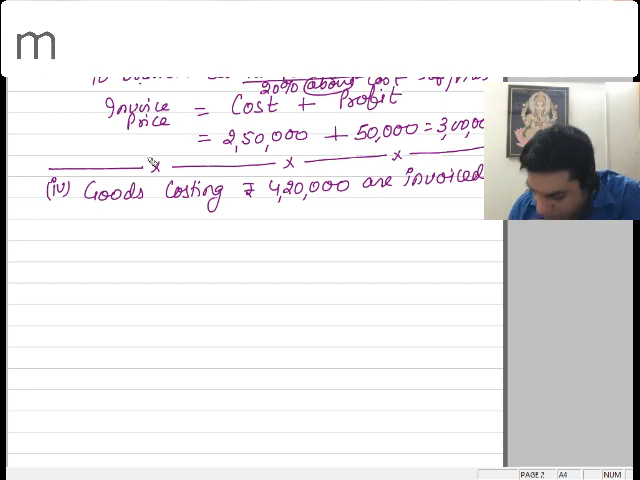 m
20% above cost
Invoice Price = Cost + Profit
= 2,50,000 + 50,000 = 3,00,00
x x x
(iv) Goods Costing ₹ 4,20,000 are invoiced
PAGE 2 A4 NUM